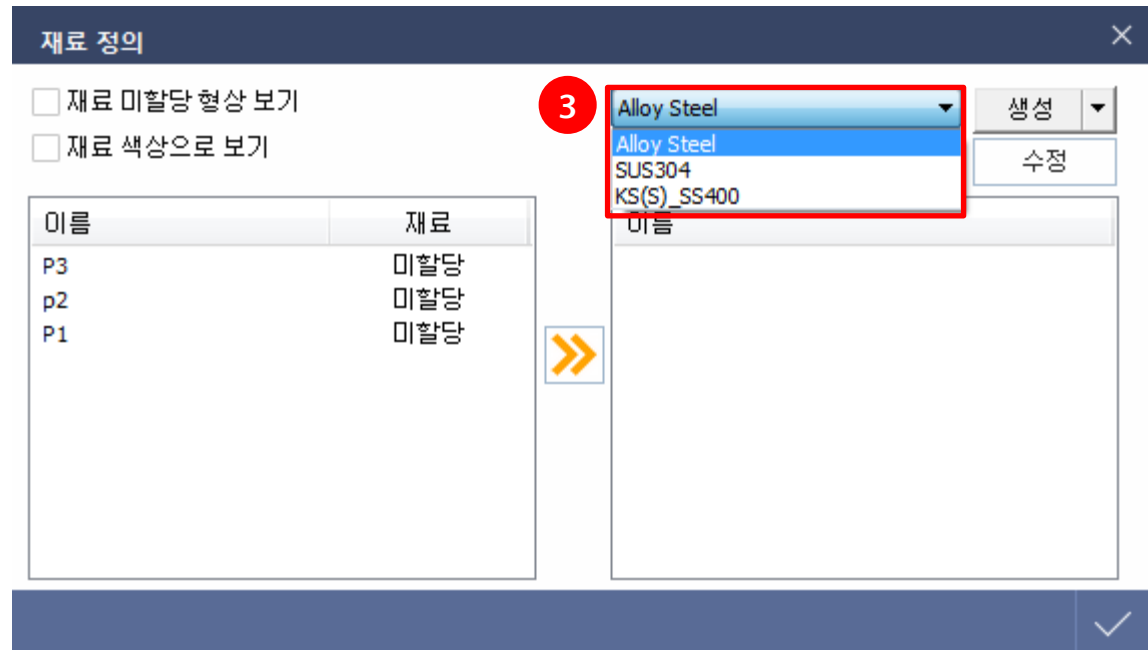 재료 정의
재료 미할당 형상 보기
재료 색상으로 보기
3
Alloy Steel
생성
Alloy Steel
SUS304
KS(S)_SS400
수정
이름 재료
P3 미할당
p2 미할당
P1 미할당
이름